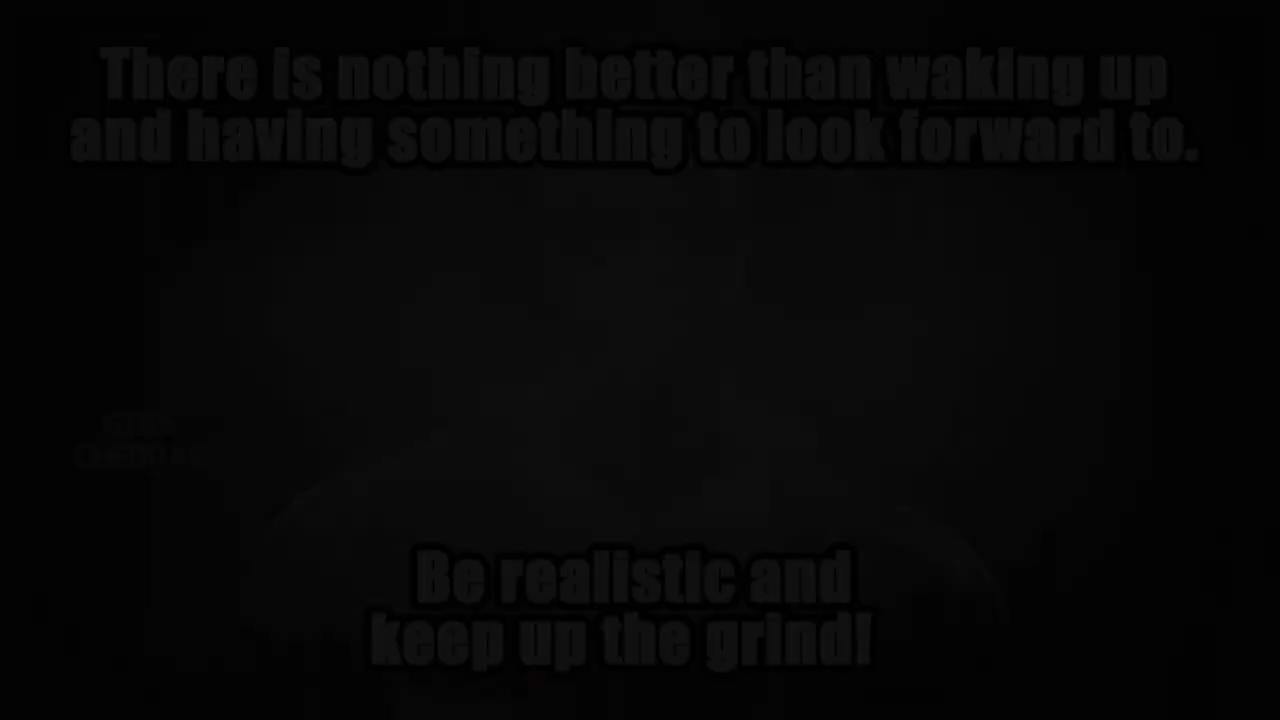 There is nothing better than waking up
and having something to look forward to.
Be realistic and
keep up the grind!